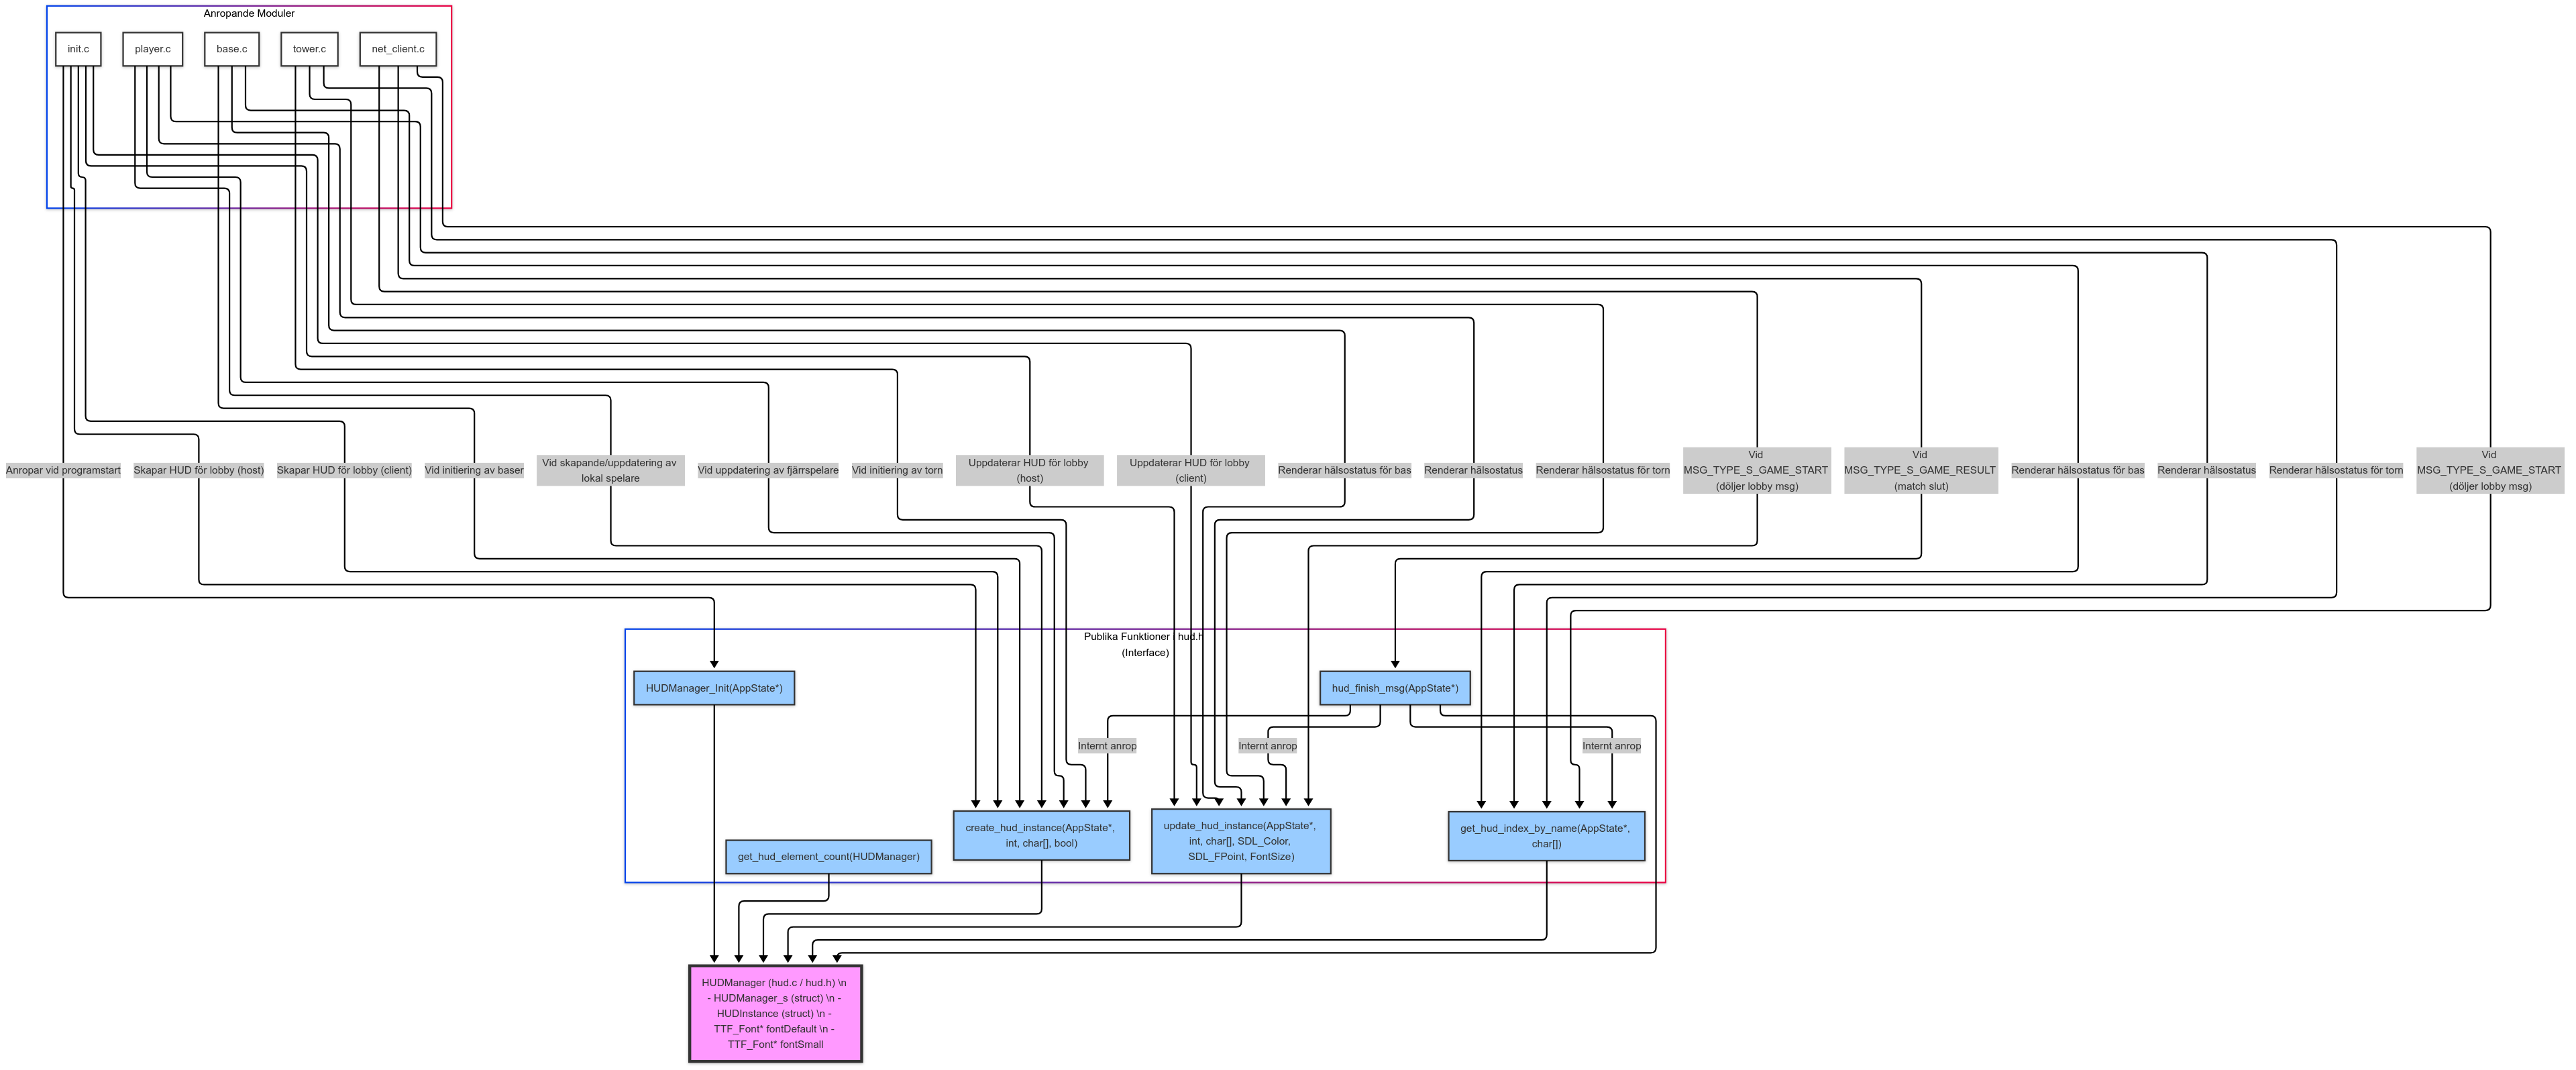 Anropande Moduler
init.c
player.c
base.c
tower.c
net_client.c
Anropar vid programstart
Skapar HUD för lobby (host)
Skapar HUD för lobby (client)
Vid initiering av baser
Vid skapande/uppdatering av
lokal spelare
Vid uppdatering av fjärrspelare
Vid initiering av torn
Uppdaterar HUD för lobby
(host)
Uppdaterar HUD för lobby
(client)
Renderar hälsostatus för bas
Renderar hälsostatus
Renderar hälsostatus för torn
Vid
MSG_TYPE_S_GAME_START
(döljer lobby msg)
Vid
MSG_TYPE_S_GAME_RESULT
(match slut)
Renderar hälsostatus för bas
Renderar hälsostatus
Renderar hälsostatus för torn
Vid
MSG_TYPE_S_GAME_START
(döljer lobby msg)
Publika Funktioner i hud.h
(Interface)
HUDManager_Init(AppState*)
hud_finish_msg(AppState*)
Internt anrop
Internt anrop
Internt anrop
get_hud_element_count(HUDManager)
create_hud_instance(AppState*,
int, char[], bool)
update_hud_instance(AppState*,
int, char[], SDL_Color,
SDL_FPoint, FontSize)
get_hud_index_by_name(AppState*,
char[])
HUDManager (hud.c / hud.h) \n
- HUDManager_s (struct) \n -
HUDInstance (struct) \n -
TTF_Font* fontDefault \n -
TTF_Font* fontSmall